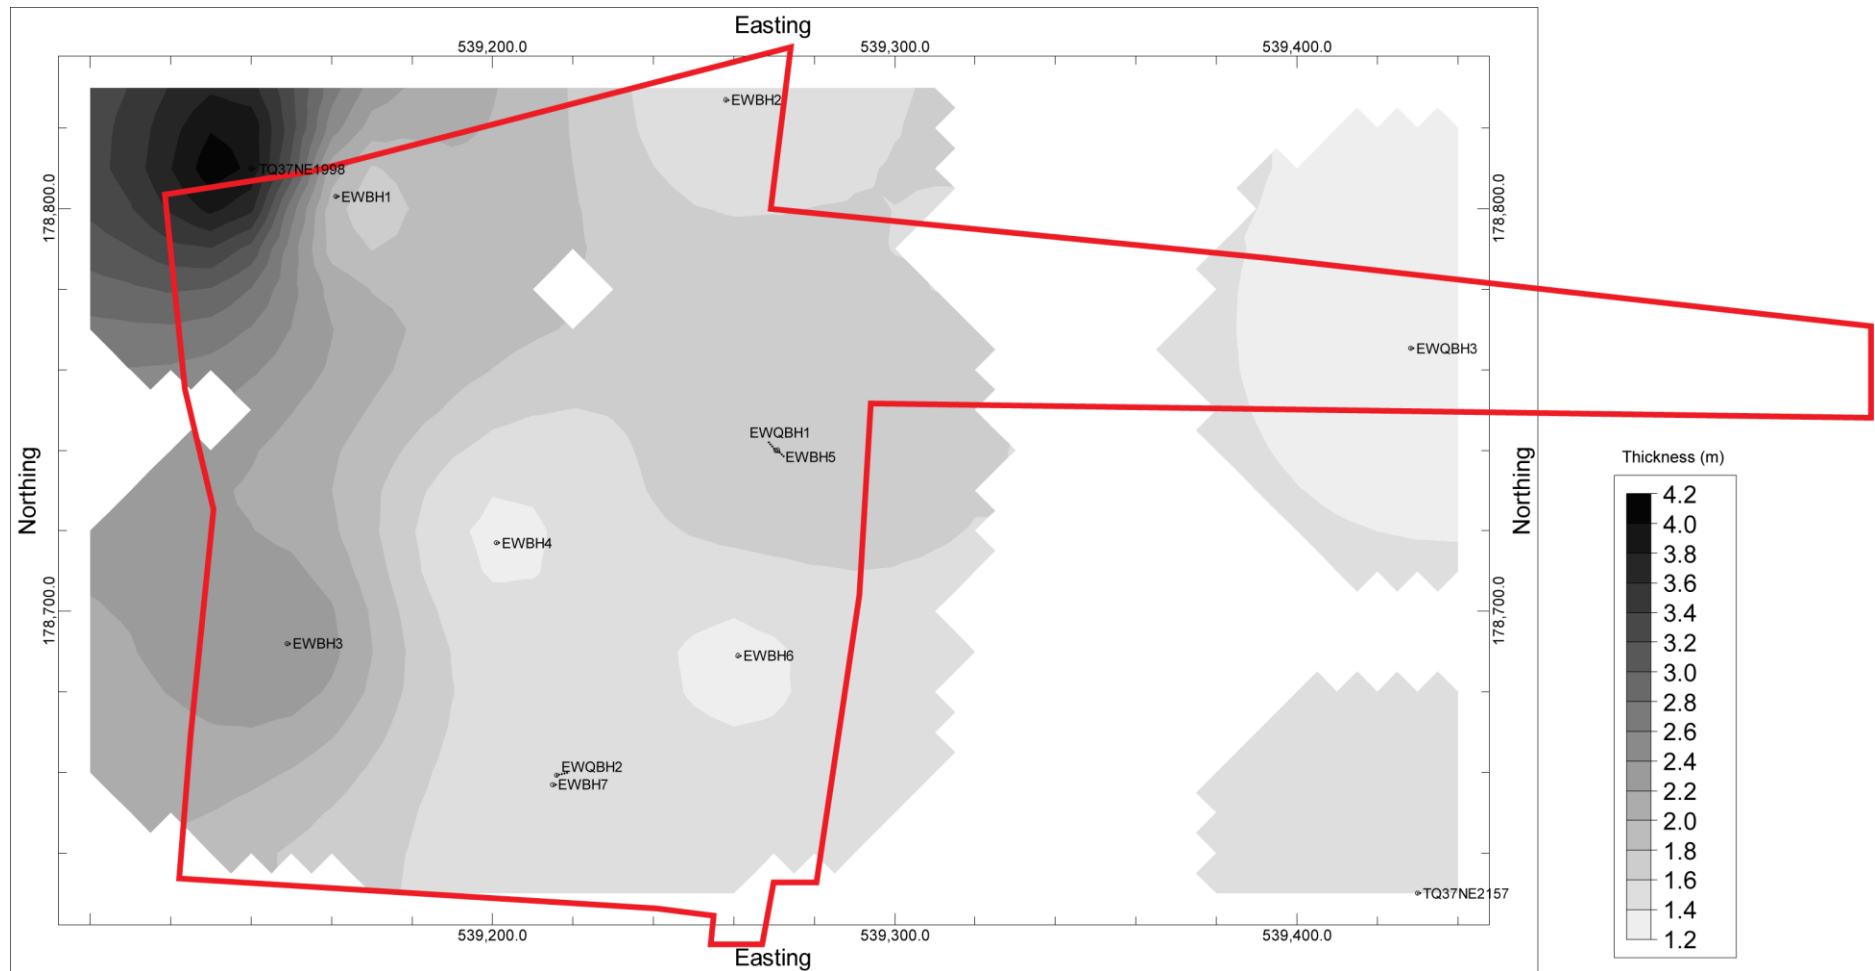 Easting
539,200.0 539,300.0 539,400.0
EWBH2
TQ37NE1998
EWBH1
178,800.0 178,800.0
EWQBH3
EWQBH1
EWBH5
Northing Northing
Thickness (m)
4.2
4.0
3.8
3.6
3.4
3.2
3.0
2.8
2.6
2.4
2.2
2.0
1.8
1.6
1.4
1.2
EWBH4
178,700.0 178,700.0
EWBH3
EWBH6
EWQBH2
EWBH7
TQ37NE2157
539,200.0 539,300.0 539,400.0
Easting